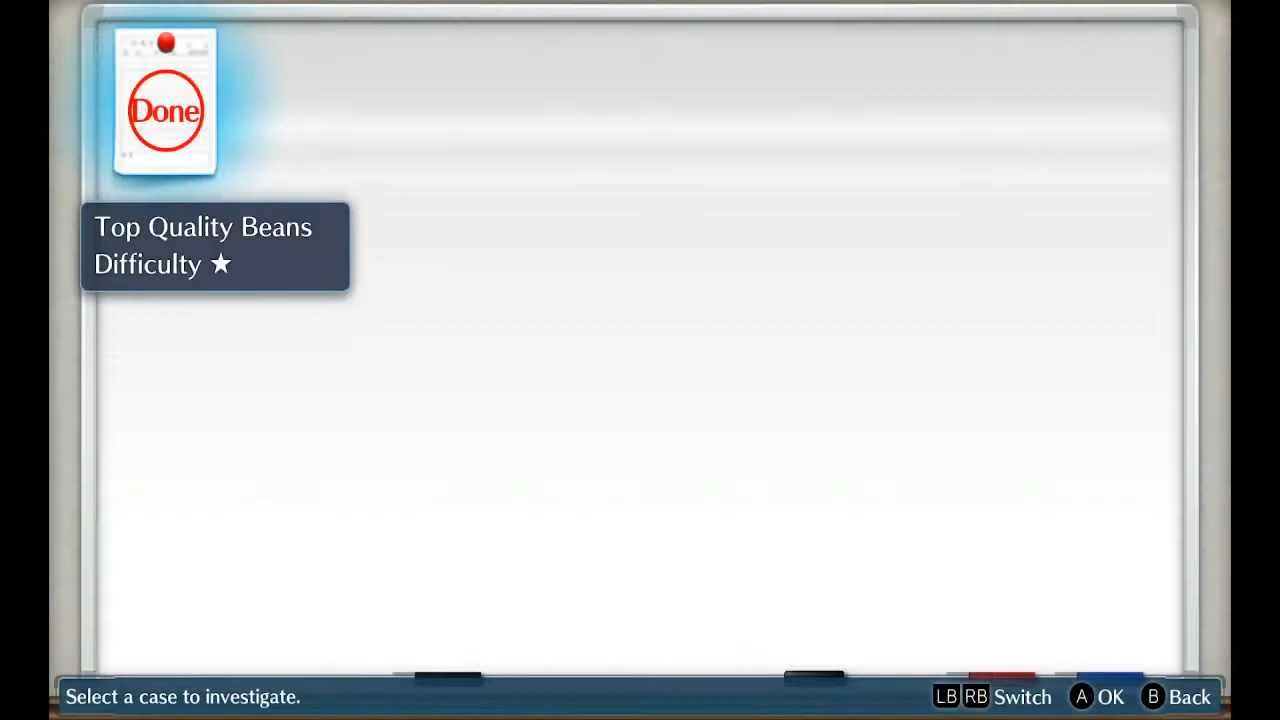 Done
Top Quality Beans
Difficulty ★
Select a case to investigate.
LB RB Switch A OK B Back